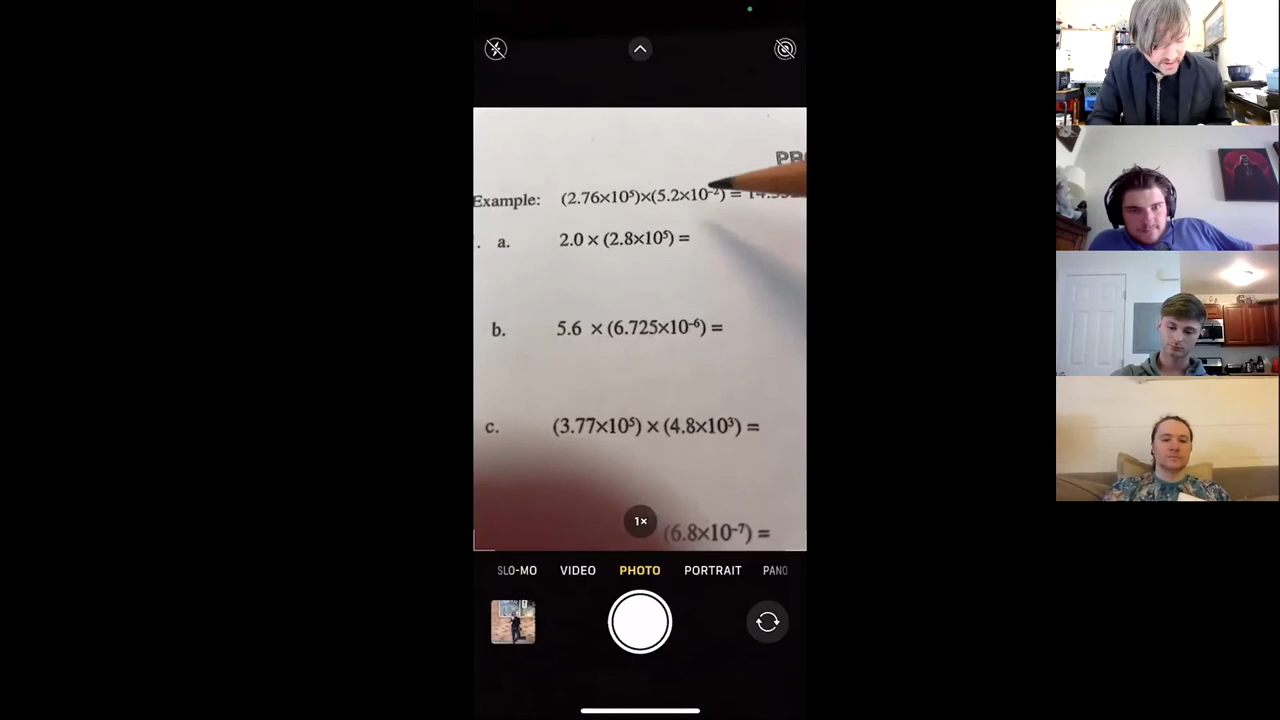 Example: (2.76×10⁵)×(5.2×10⁻²) =
. a. 2.0 × (2.8×10⁵) =
b. 5.6 × (6.725×10⁻⁶) =
c. (3.77×10⁵) × (4.8×10³) =
(6.8×10⁻⁷) =
1×
SLO-MO VIDEO PHOTO PORTRAIT PANO